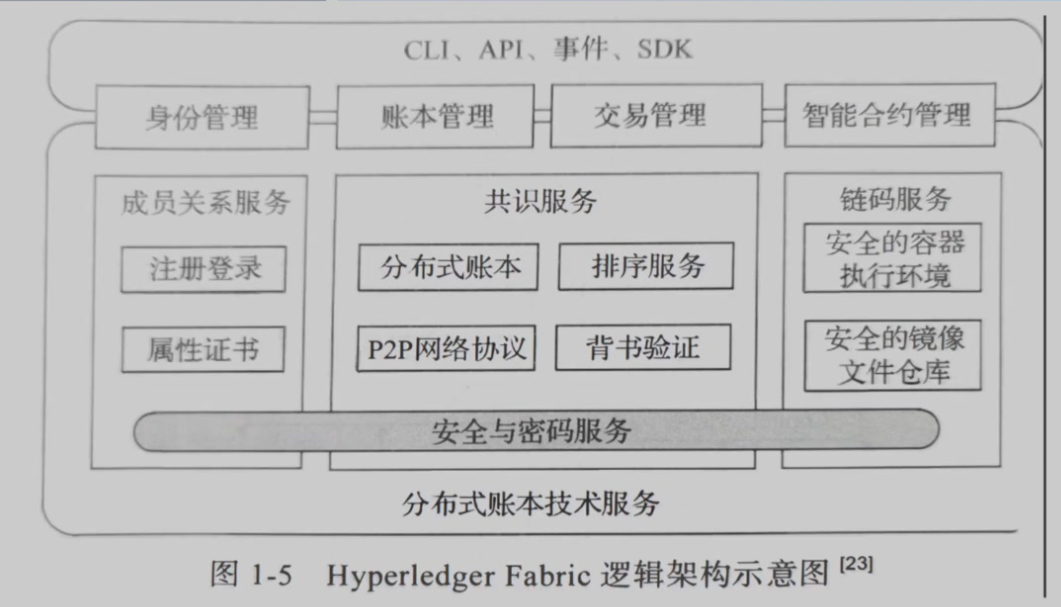 CLI、API、事件、SDK
身份管理
账本管理
交易管理
智能合约管理
成员关系服务
注册登录
属性证书
共识服务
分布式账本
排序服务
P2P网络协议
背书验证
链码服务
安全的容器
执行环境
安全的镜像
文件仓库
安全与密码服务
分布式账本技术服务
图 1-5 Hyperledger Fabric 逻辑架构示意图 [23]